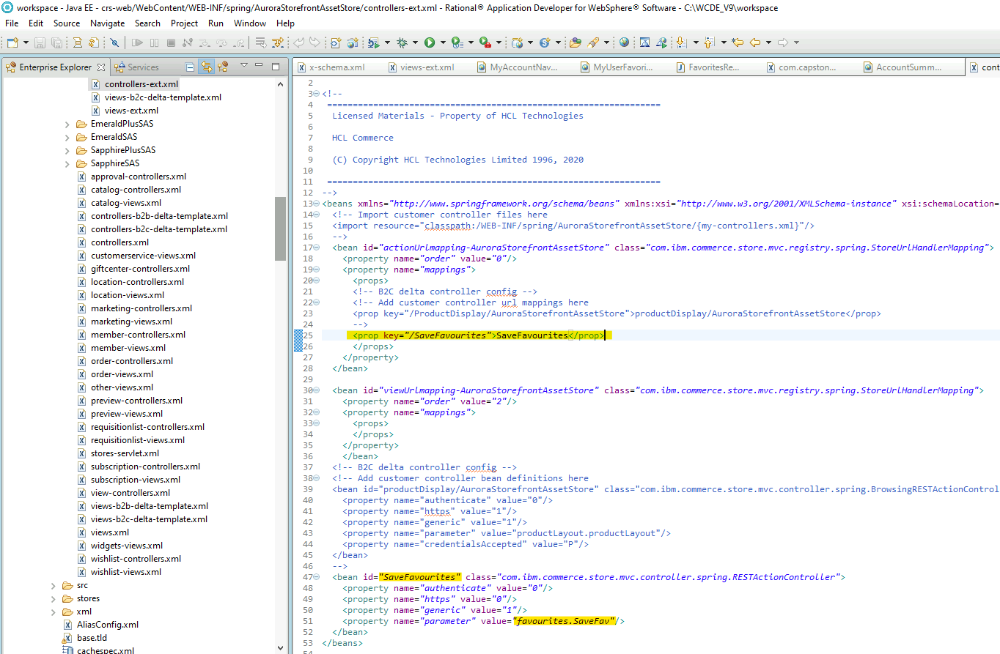 workspace - Java EE - crs-web/WebContent/WEB-INF/spring/AuroraStorefrontAssetStore/controllers-ext.xml - Rational® Application Developer for WebSphere® Software - C:\WCDE_V9\workspace
File Edit Source Navigate Search Project Run Window Help
Enterprise Explorer Services
controllers-ext.xml
views-b2c-delta-template.xml
views-ext.xml
EmeraldPlusSAS
EmeraldSAS
SapphirePlusSAS
SapphireSAS
approval-controllers.xml
catalog-controllers.xml
catalog-views.xml
controllers-b2b-delta-template.xml
controllers-b2c-delta-template.xml
controllers.xml
customerservice-views.xml
giftcenter-controllers.xml
location-controllers.xml
location-views.xml
marketing-controllers.xml
marketing-views.xml
member-controllers.xml
member-views.xml
order-controllers.xml
order-views.xml
other-views.xml
preview-controllers.xml
preview-views.xml
requisitionlist-controllers.xml
requisitionlist-views.xml
stores-servlet.xml
subscription-controllers.xml
subscription-views.xml
view-controllers.xml
views-b2b-delta-template.xml
views-b2c-delta-template.xml
views.xml
widgets-views.xml
wishlist-controllers.xml
wishlist-views.xml
src
stores
xml
AliasConfig.xml
base.tld
cachespec.xml
x-schema.xml views-ext.xml MyAccountNav... MyUserFavori... FavoritesRe... com.capston... AccountSumm... cont
2
3 <!--
4 =================================================================
5 Licensed Materials - Property of HCL Technologies
6
7 HCL Commerce
8
9 (C) Copyright HCL Technologies Limited 1996, 2020
10
11 =================================================================
12 -->
13 <beans xmlns="http://www.springframework.org/schema/beans" xmlns:xsi="http://www.w3.org/2001/XMLSchema-instance" xsi:schemaLocation=
14 <!-- Import customer controller files here
15 <import resource="classpath:/WEB-INF/spring/AuroraStorefrontAssetStore/{my-controllers.xml}"/>
16 -->
17 <bean id="actionUrlmapping-AuroraStorefrontAssetStore" class="com.ibm.commerce.store.mvc.registry.spring.StoreUrlHandlerMapping">
18 <property name="order" value="0"/>
19 <property name="mappings">
20 <props>
21 <!-- B2C delta controller config -->
22 <!-- Add customer controller url mappings here
23 <prop key="/ProductDisplay/AuroraStorefrontAssetStore">productDisplay/AuroraStorefrontAssetStore</prop>
24 -->
25 <prop key="/SaveFavourites">SaveFavourites</prop>
26 </props>
27 </property>
28 </bean>
29
30 <bean id="viewUrlmapping-AuroraStorefrontAssetStore" class="com.ibm.commerce.store.mvc.registry.spring.StoreUrlHandlerMapping">
31 <property name="order" value="2"/>
32 <property name="mappings">
33 <props>
34 </props>
35 </property>
36 </bean>
37 <!-- B2C delta controller config -->
38 <!-- Add customer controller bean definitions here
39 <bean id="productDisplay/AuroraStorefrontAssetStore" class="com.ibm.commerce.store.mvc.controller.spring.BrowsingRESTActionControl
40 <property name="authenticate" value="0"/>
41 <property name="https" value="1"/>
42 <property name="generic" value="1"/>
43 <property name="parameter" value="productLayout.productLayout"/>
44 <property name="credentialsAccepted" value="P"/>
45 </bean>
46 -->
47 <bean id="SaveFavourites" class="com.ibm.commerce.store.mvc.controller.spring.RESTActionController">
48 <property name="authenticate" value="0"/>
49 <property name="https" value="0"/>
50 <property name="generic" value="1"/>
51 <property name="parameter" value="favourites.SaveFav"/>
52 </bean>
53 </beans>
54